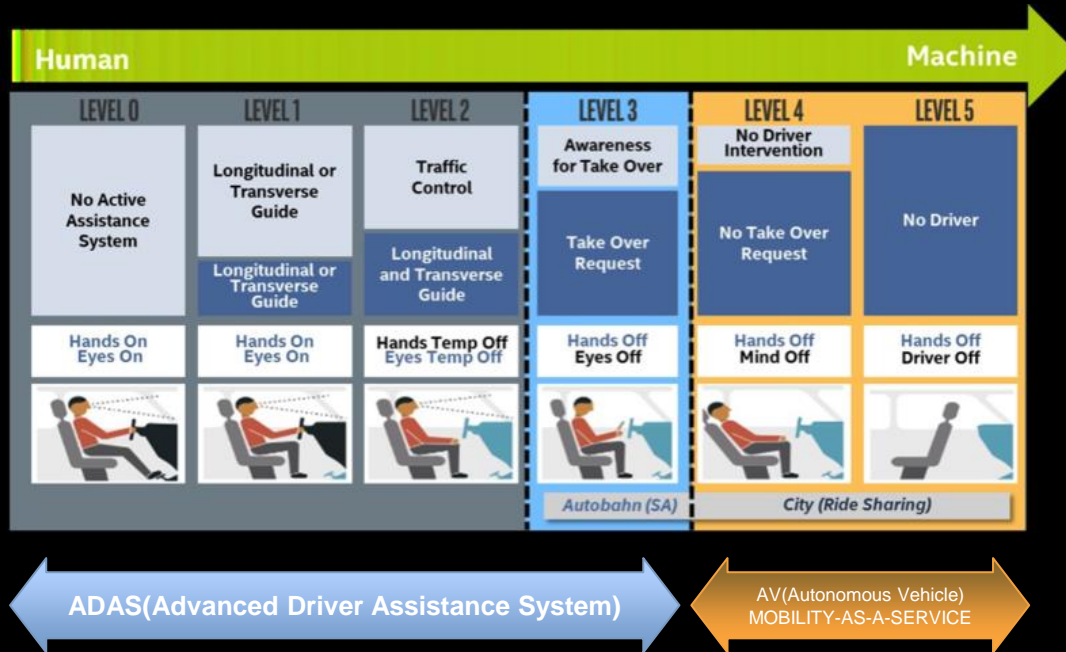 Human
Machine
LEVEL 0
LEVEL 1
LEVEL 2
LEVEL 3
LEVEL 4
LEVEL 5
No Active
Assistance
System
Longitudinal or
Transverse
Guide
Longitudinal or
Transverse
Guide
Traffic
Control
Longitudinal
and Transverse
Guide
Awareness
for Take Over
Take Over
Request
No Driver
Intervention
No Take Over
Request
No Driver
Hands On
Eyes On
Hands On
Eyes On
Hands Temp Off
Eyes Temp Off
Hands Off
Eyes Off
Hands Off
Mind Off
Hands Off
Driver Off
Autobahn (SA)
City (Ride Sharing)
ADAS(Advanced Driver Assistance System)
AV(Autonomous Vehicle)
MOBILITY-AS-A-SERVICE